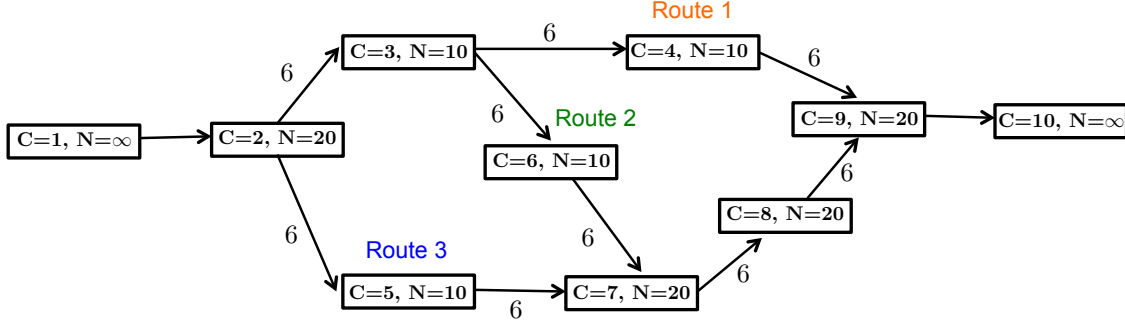 Route 1
6
C=3, N=10
C=4, N=10
6
6
6
C=9, N=20
C=10, N=∞
Route 2
C=1, N=∞
C=2, N=20
C=6, N=10
6
6
C=8, N=20
6
Route 3
6
C=5, N=10
6
C=7, N=20
6